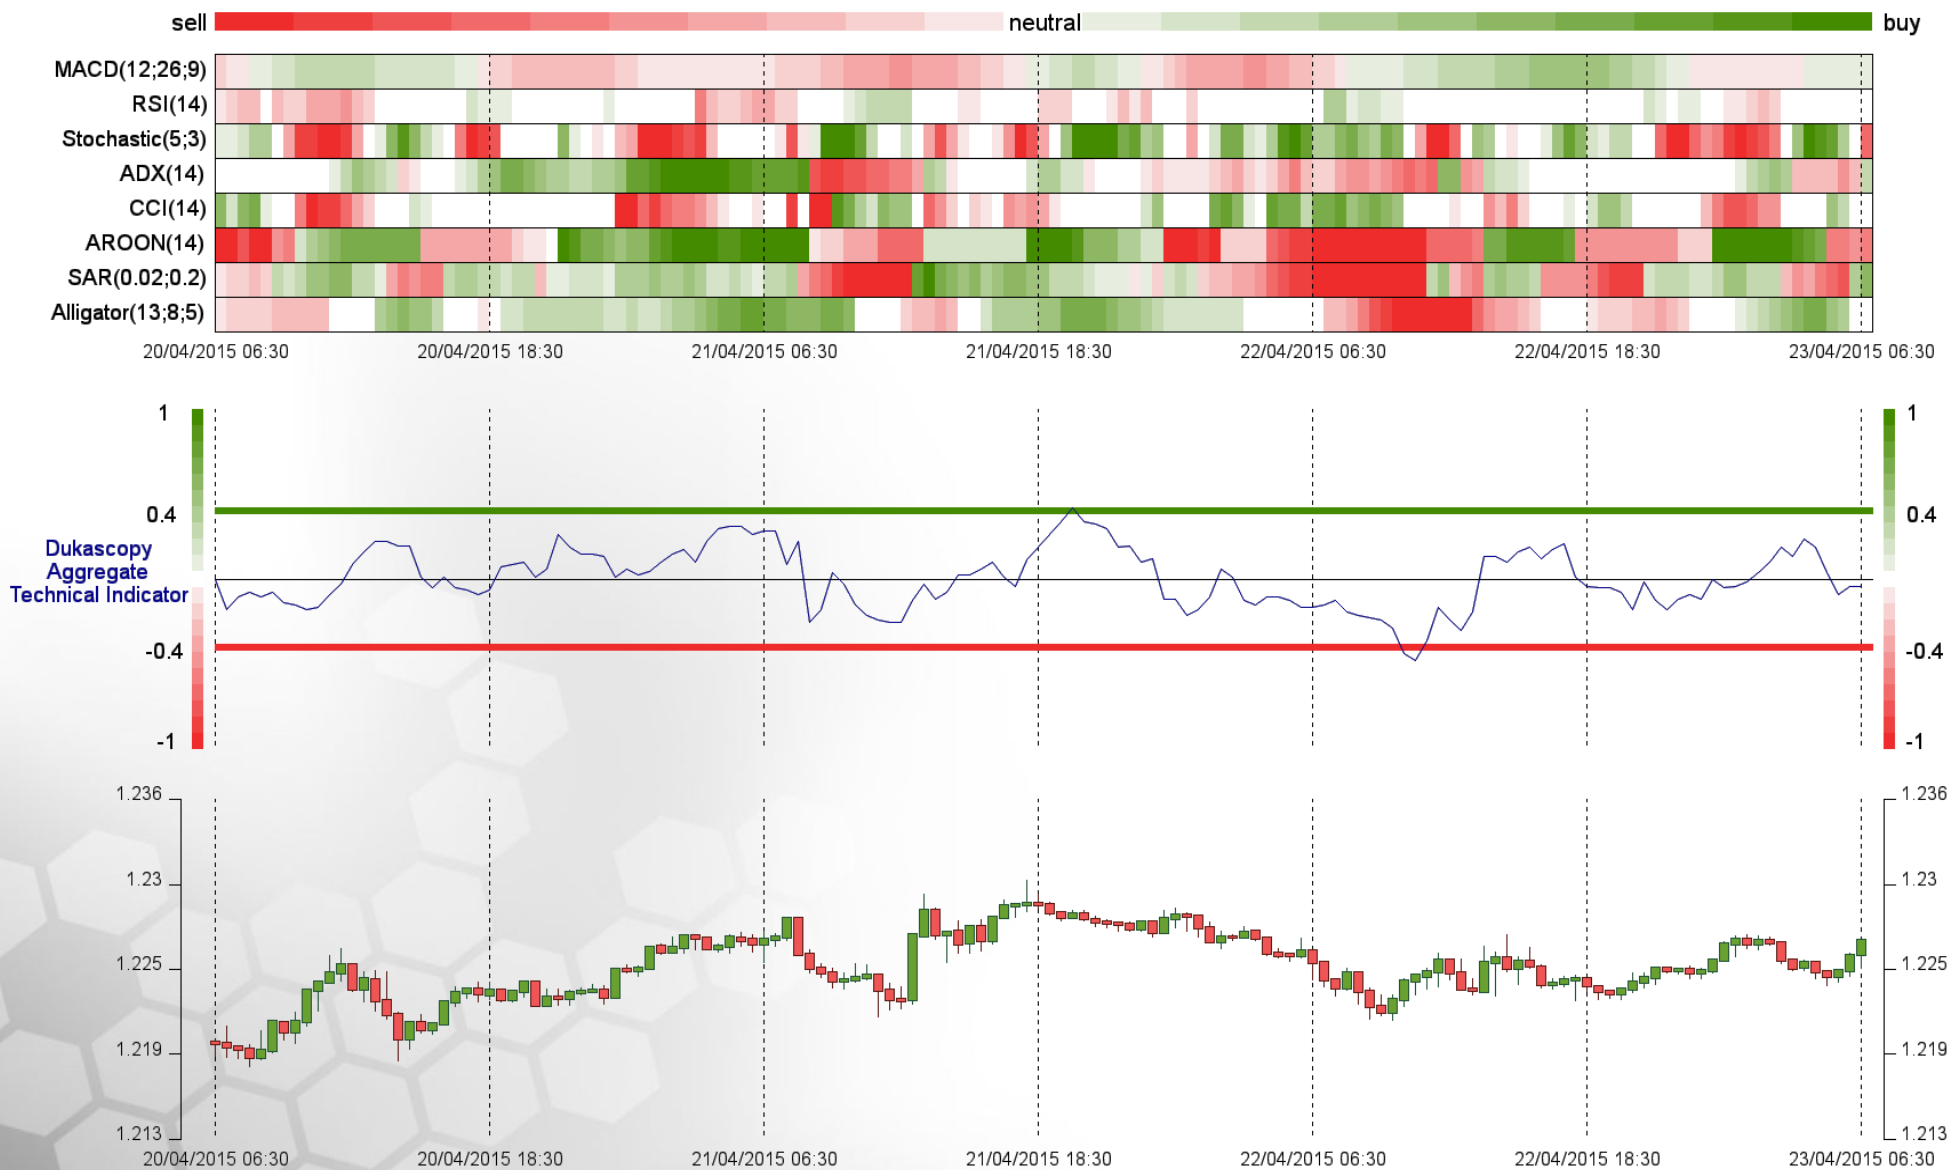 sell neutral buy
MACD(12;26;9)
RSI(14)
Stochastic(5;3)
ADX(14)
CCI(14)
AROON(14)
SAR(0.02;0.2)
Alligator(13;8;5)
20/04/2015 06:30 20/04/2015 18:30 21/04/2015 06:30 21/04/2015 18:30 22/04/2015 06:30 22/04/2015 18:30 23/04/2015 06:30
1 1
0.4 0.4
Dukascopy
Aggregate
Technical Indicator
-0.4 -0.4
-1 -1
1.236 1.236
1.23 1.23
1.225 1.225
1.219 1.219
1.213 1.213
20/04/2015 06:30 20/04/2015 18:30 21/04/2015 06:30 21/04/2015 18:30 22/04/2015 06:30 22/04/2015 18:30 23/04/2015 06:30